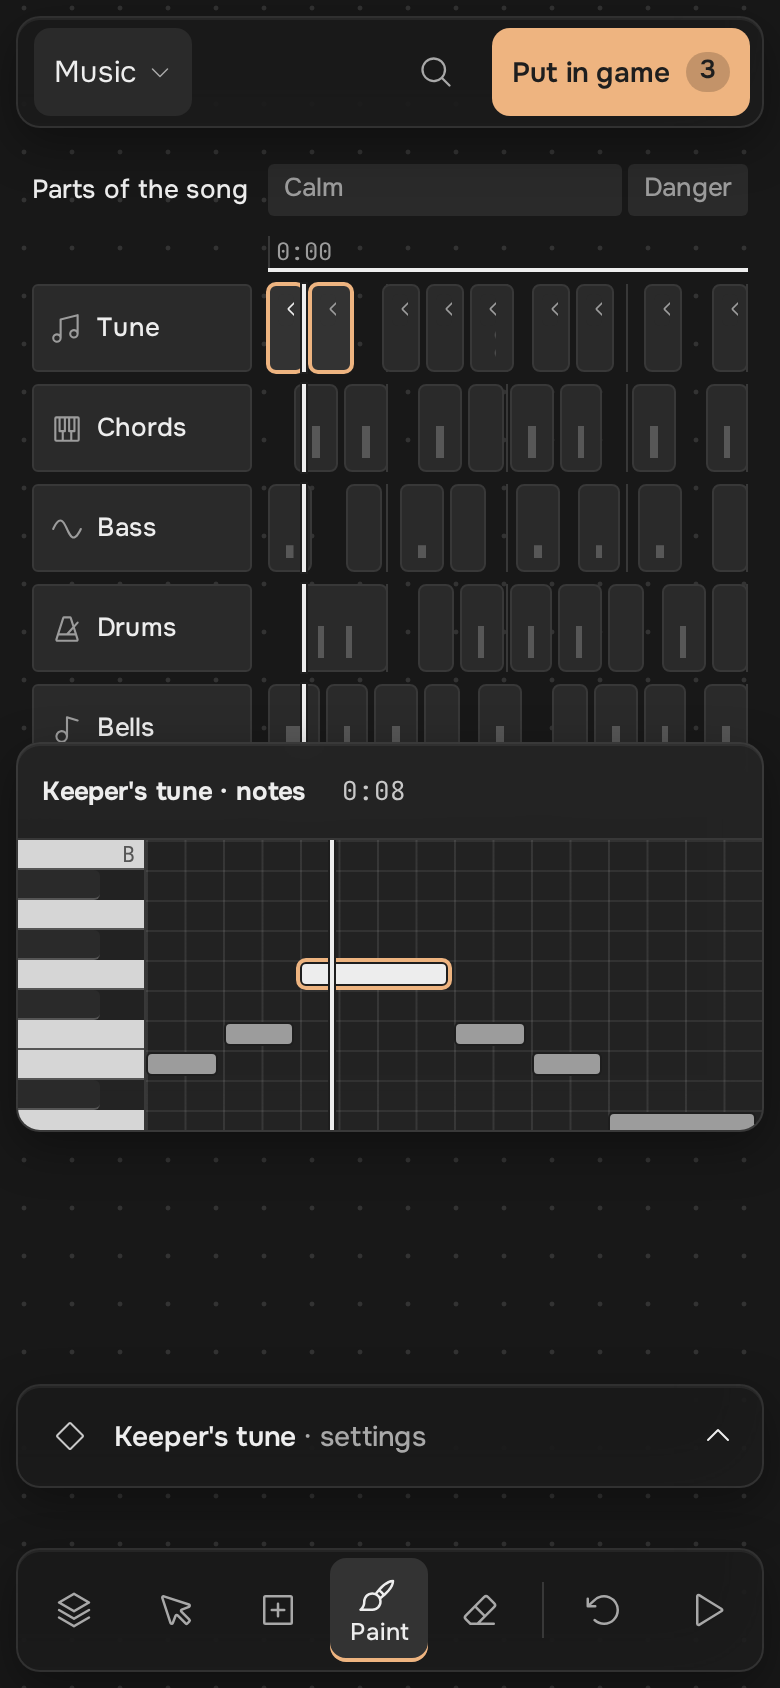 Music
Put in game 3
Parts of the song
Calm
Danger
0:00
Tune
Chords
Bass
Drums
Bells
Keeper's tune · notes 0:08
B
Keeper's tune · settings
Paint